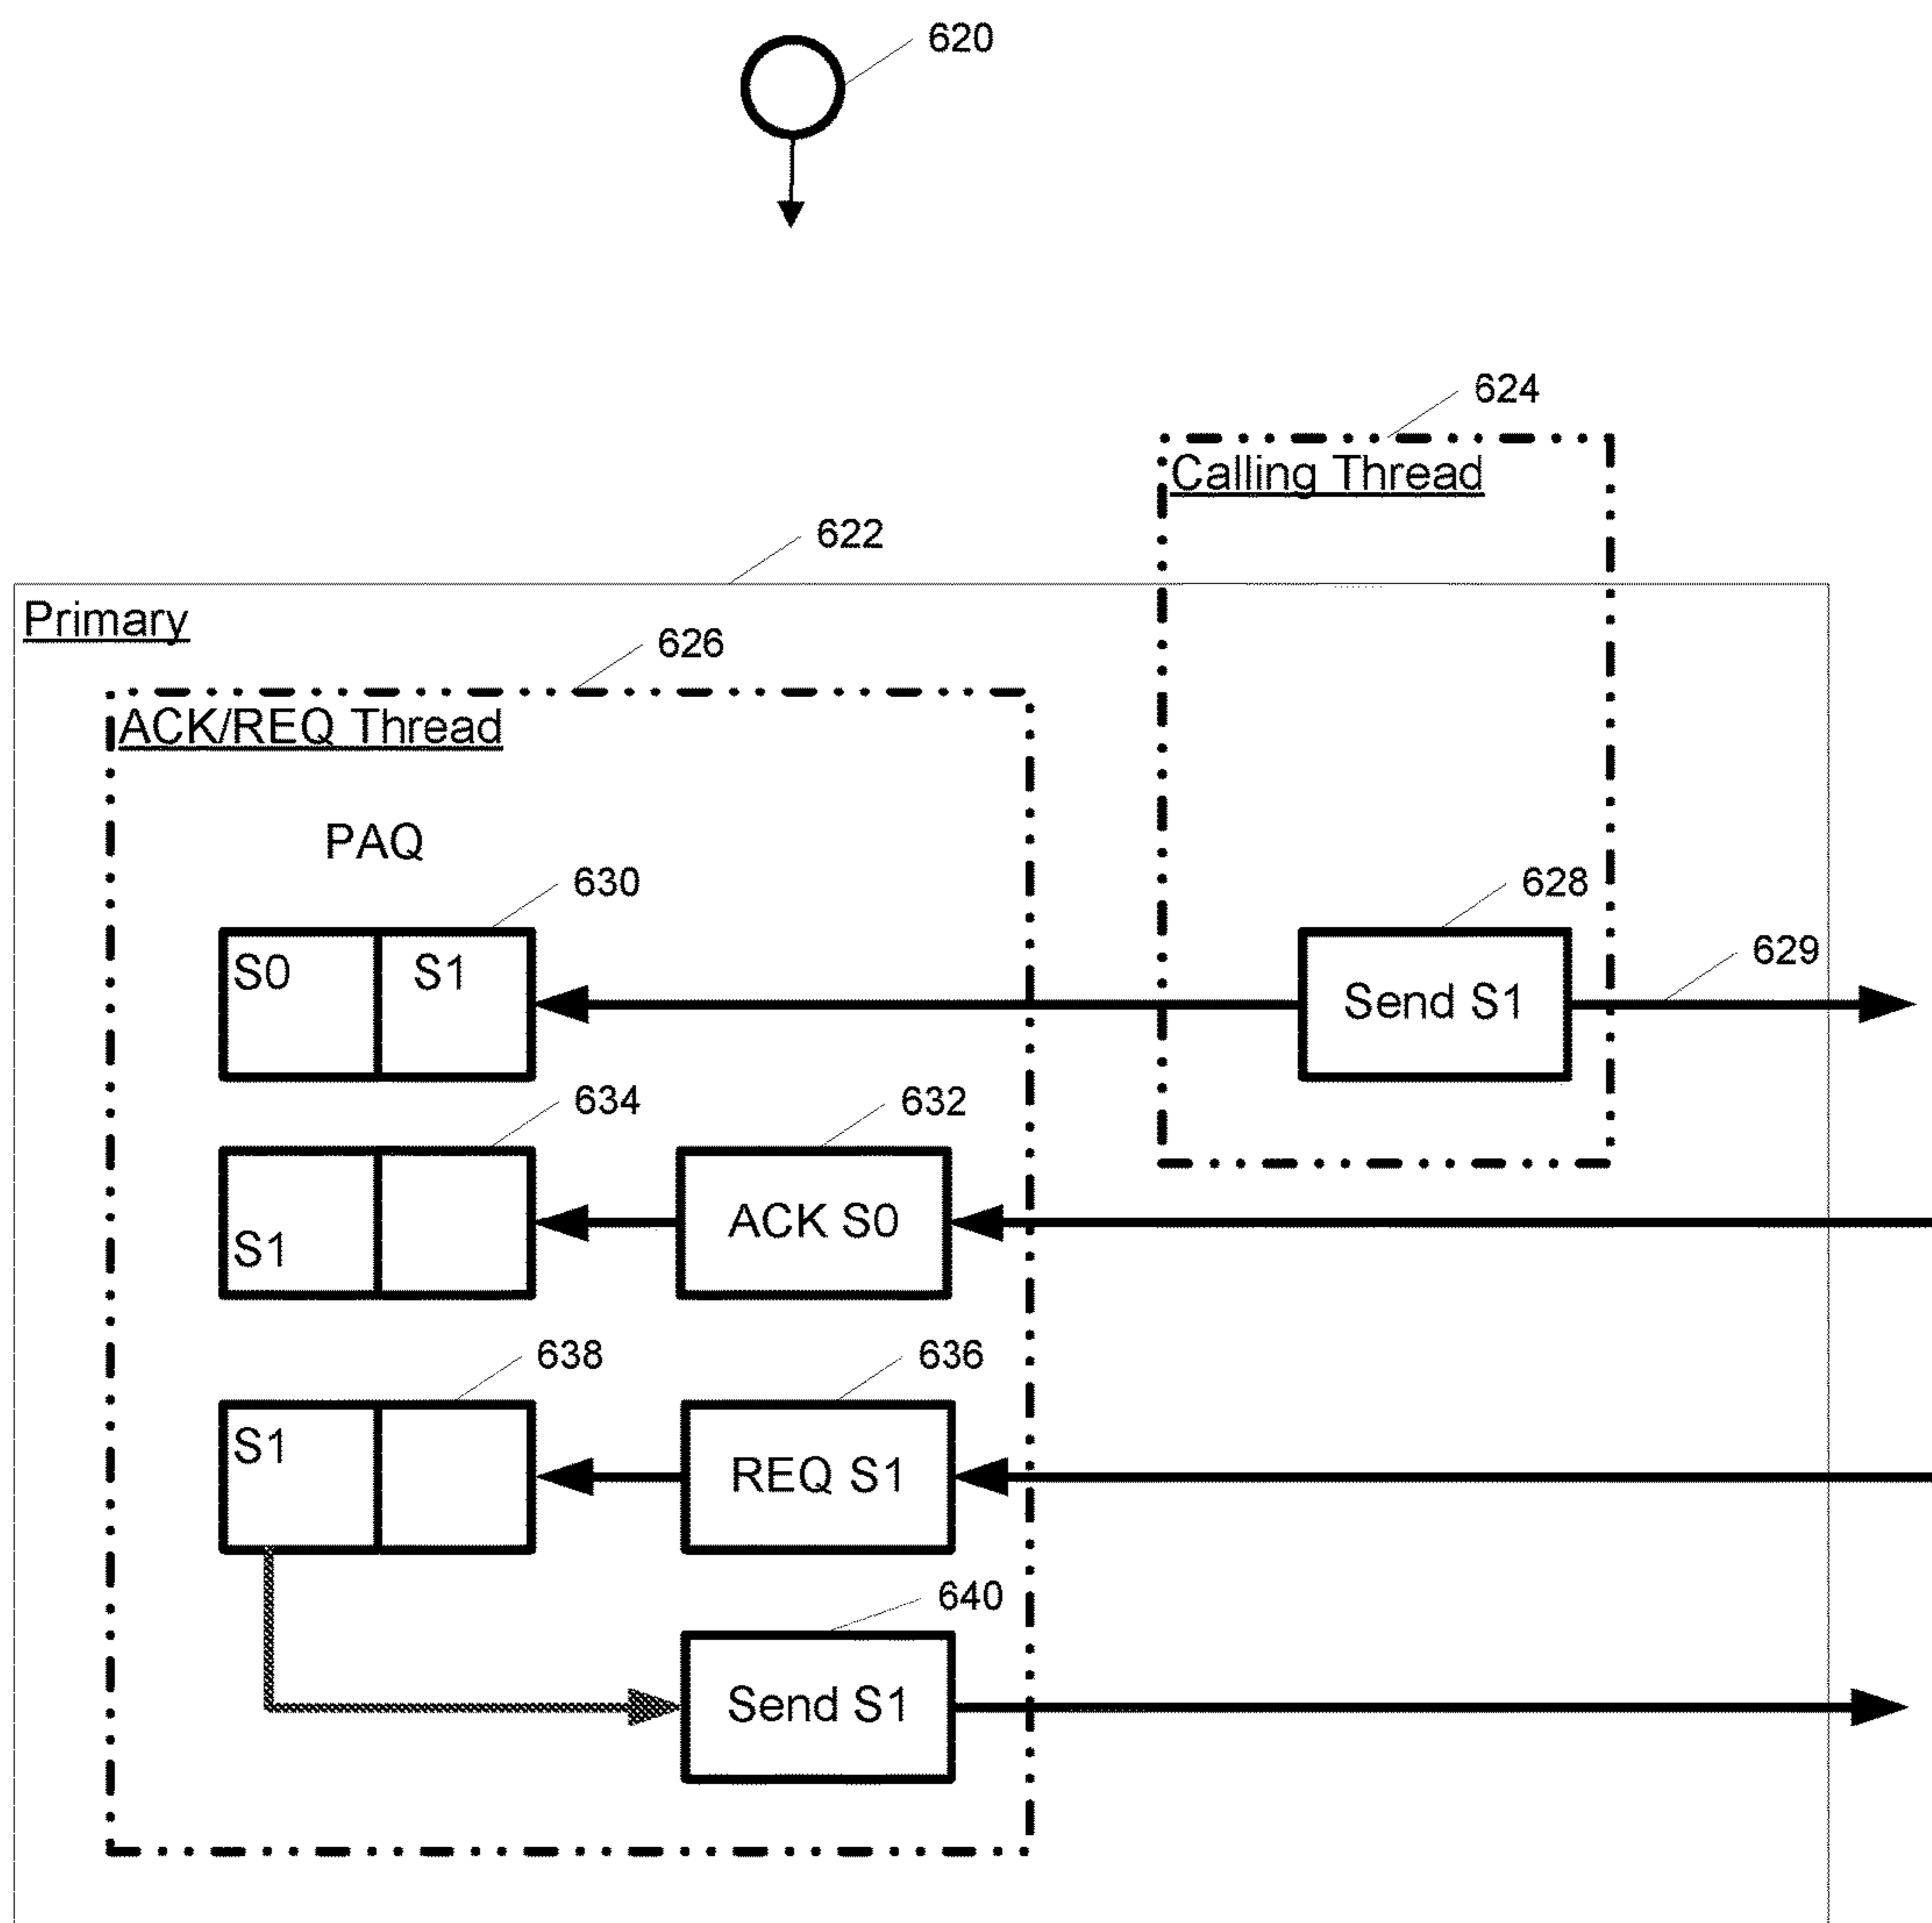 620
624
Calling Thread
622
Primary
626
ACK/REQ Thread
PAQ
630
628
629
S0 S1
Send S1
634
632
S1
ACK S0
638
636
S1
REQ S1
640
Send S1